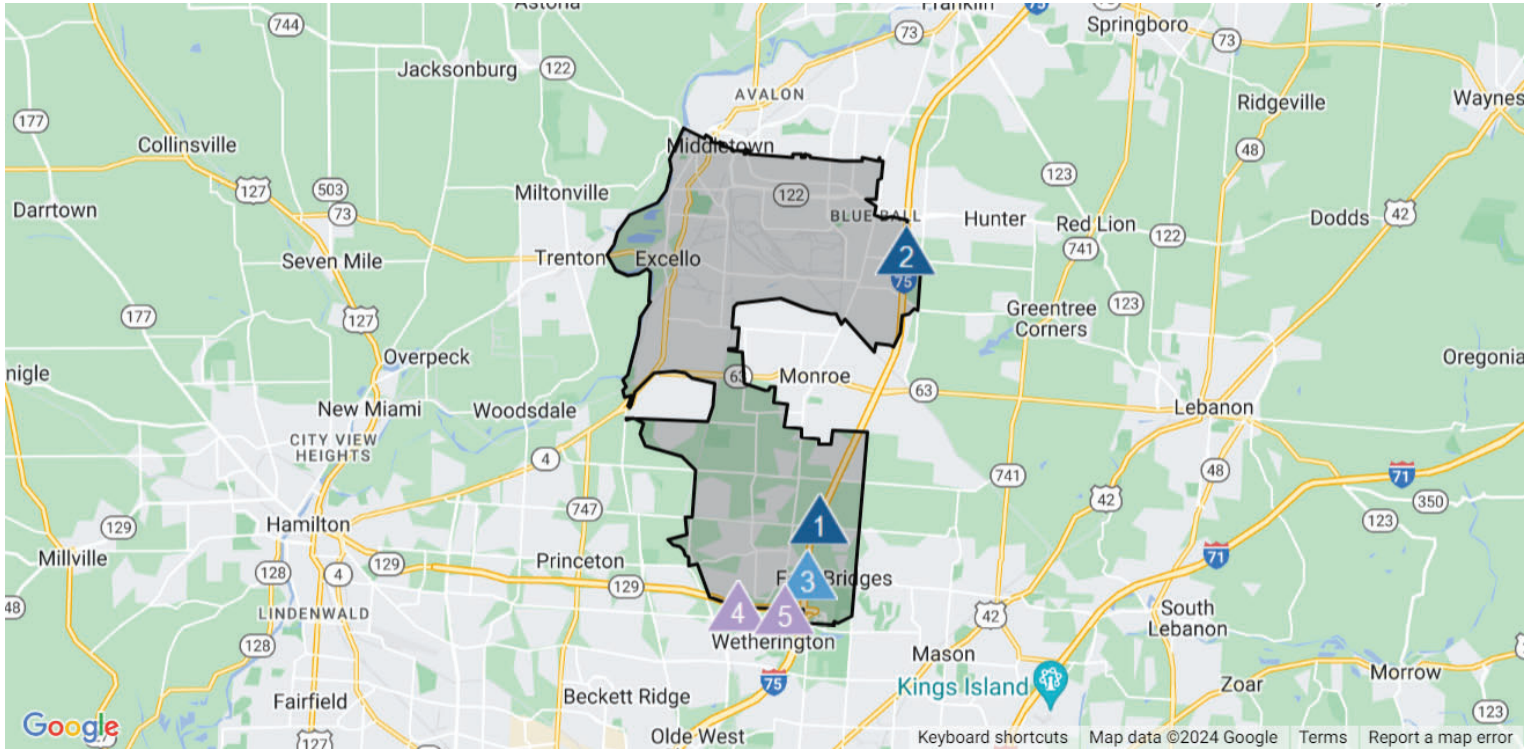 Astoria
Franklin
75
Springboro
744
73
73
Jacksonburg
122
AVALON
Ridgeville
Waynes
177
Collinsville
Middletown
48
127
503
Miltonville
122
123
73
Darrtown
BLUE BALL
Hunter
Red Lion
Dodds
42
Seven Mile
Trenton
Excello
2
741
122
75
177
Greentree
Corners
123
127
Overpeck
Oregonia
nigle
63
Monroe
63
New Miami
Woodsdale
Lebanon
CITY VIEW
HEIGHTS
4
741
48
42
71
350
129
Hamilton
747
1
123
Millville
129
Princeton
71
128
4
129
3
Bridges
48
LINDENWALD
4
5
42
South
Lebanon
128
Wetherington
Mason
Morrow
75
Kings Island
Zoar
Fairfield
Beckett Ridge
123
Google
127
Olde West
Keyboard shortcuts
Map data ©2024 Google
Terms
Report a map error